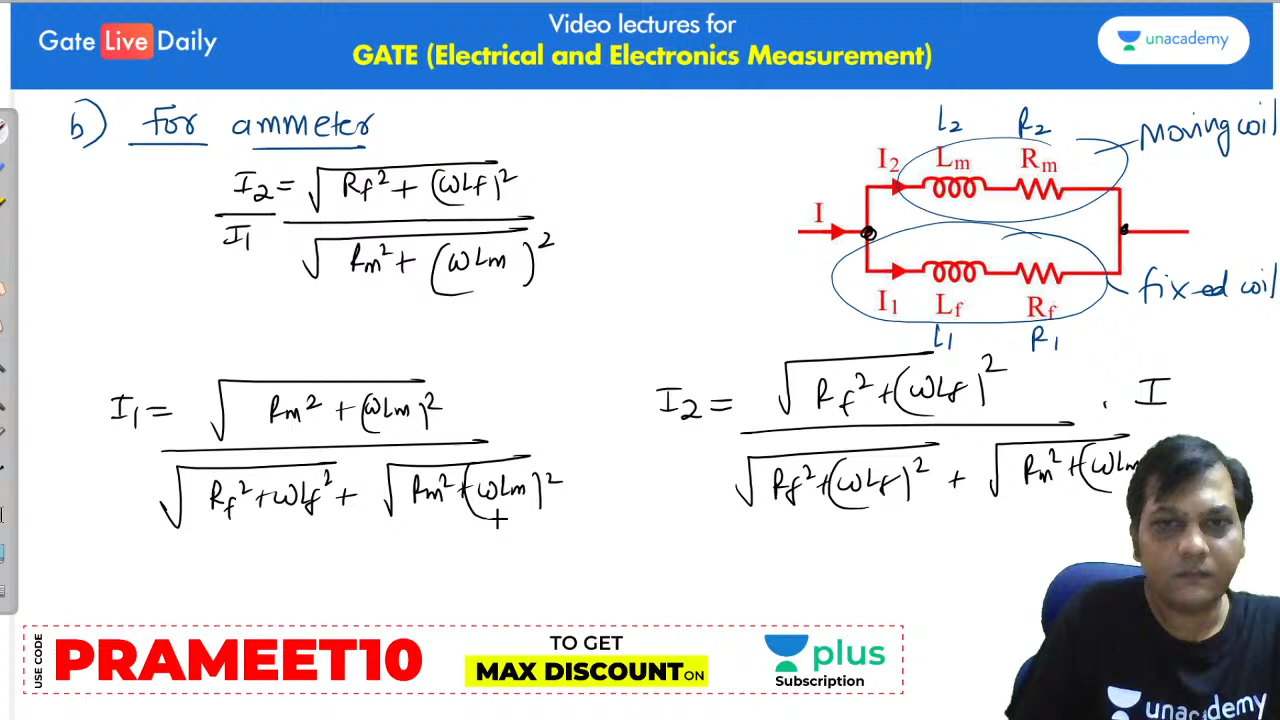 Gate Live Daily
Video lectures for
GATE (Electrical and Electronics Measurement)
unacademy
b) For ammeter
I2/I1 = √(Rf² + (ωLf)²) / √(Rm² + (ωLm)²)
L2 R2
Moving coil
I2 Lm Rm
I
I1 Lf Rf
fixed coil
L1 R1
I1 = √(Rm² + (ωLm)²) / (√(Rf² + ωLf²) + √(Rm² + (ωLm)²))
I2 = √(Rf² + (ωLf)²) / (√(Rf² + (ωLf)²) + √(Rm² + (ωLm) . I
USE CODE
PRAMEET10
TO GET
MAX DISCOUNT ON
plus
Subscription
unacademy